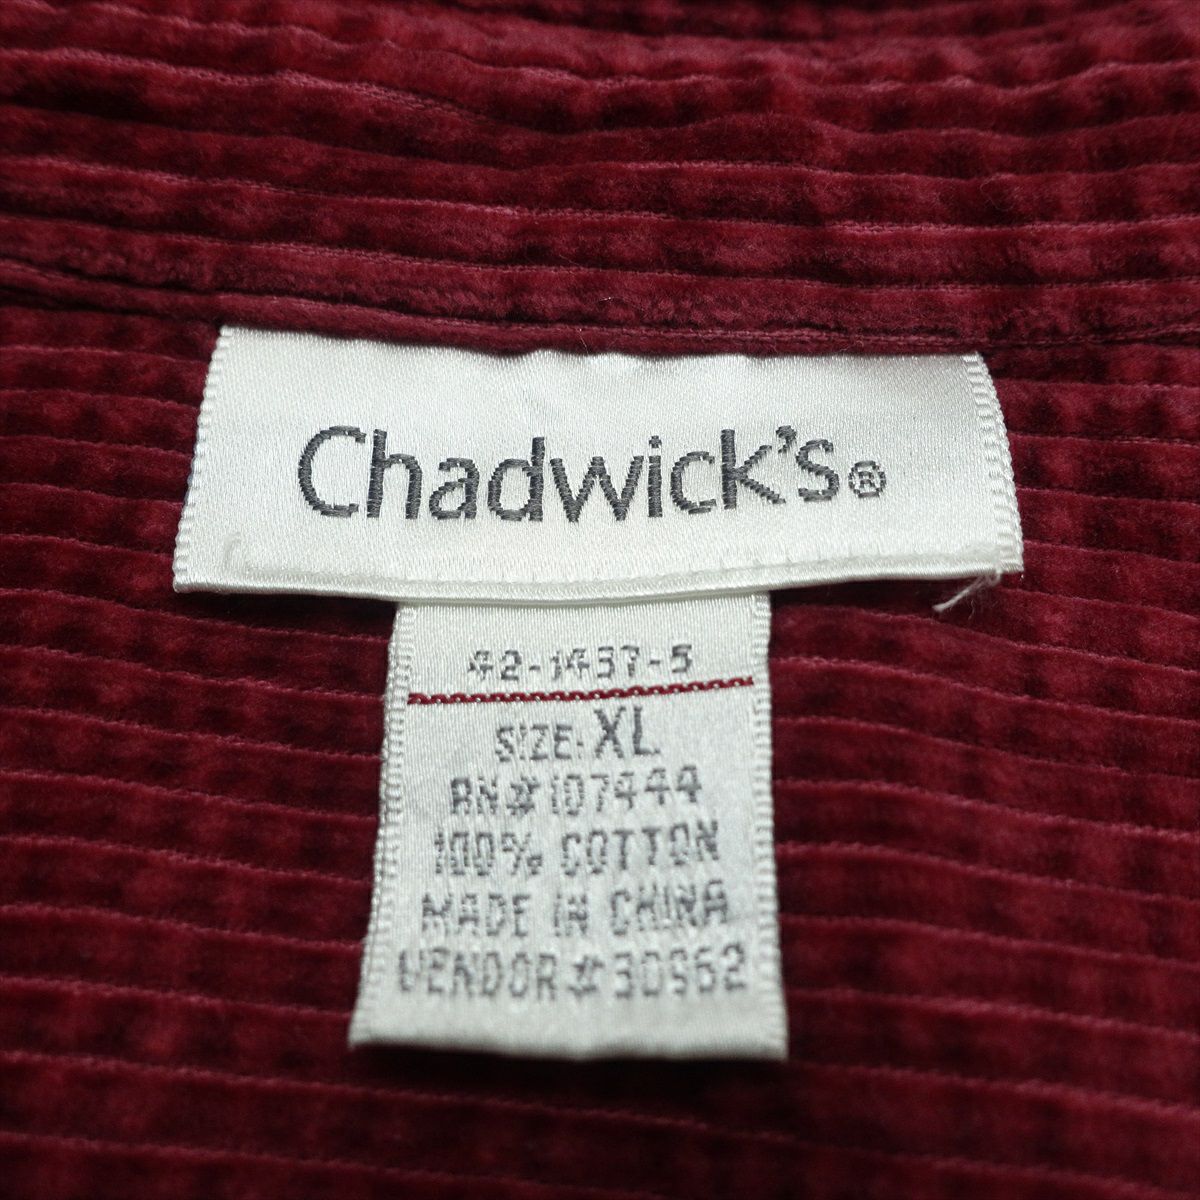 Chadwick's®
42-1437-5
SIZE: XL
RN#107444
100% COTTON
MADE IN CHINA
VENDOR #30962